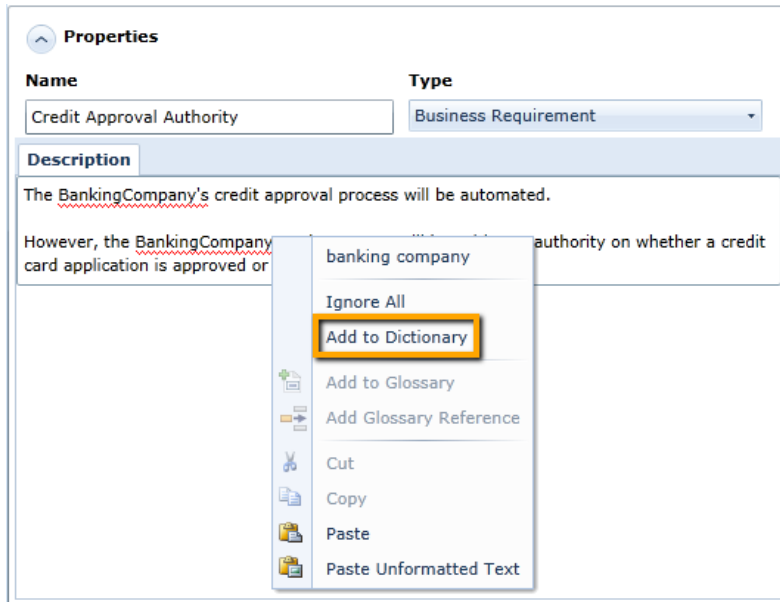 Properties
Name Type
Credit Approval Authority Business Requirement
Description
The BankingCompany's credit approval process will be automated.
However, the BankingCompany authority on whether a credit
card application is approved or
banking company
Ignore All
Add to Dictionary
Add to Glossary
Add Glossary Reference
Cut
Copy
Paste
Paste Unformatted Text